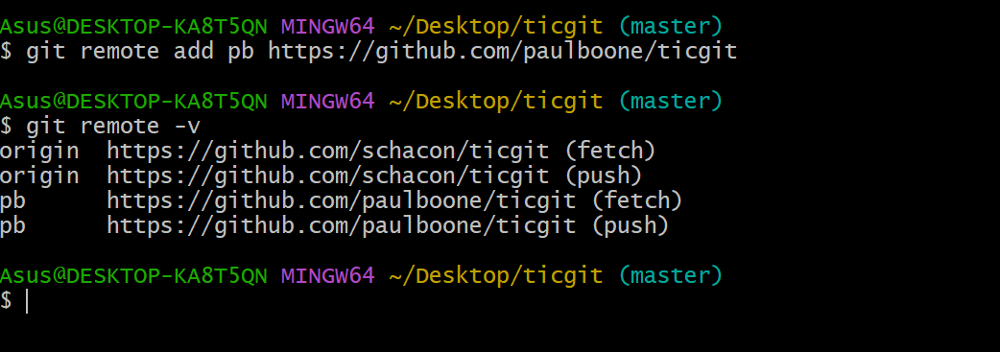 Asus@DESKTOP-KA8T5QN MINGW64 ~/Desktop/ticgit (master)
$ git remote add pb https://github.com/paulboone/ticgit
Asus@DESKTOP-KA8T5QN MINGW64 ~/Desktop/ticgit (master)
$ git remote -v
origin  https://github.com/schacon/ticgit (fetch)
origin  https://github.com/schacon/ticgit (push)
pb      https://github.com/paulboone/ticgit (fetch)
pb      https://github.com/paulboone/ticgit (push)
Asus@DESKTOP-KA8T5QN MINGW64 ~/Desktop/ticgit (master)
$